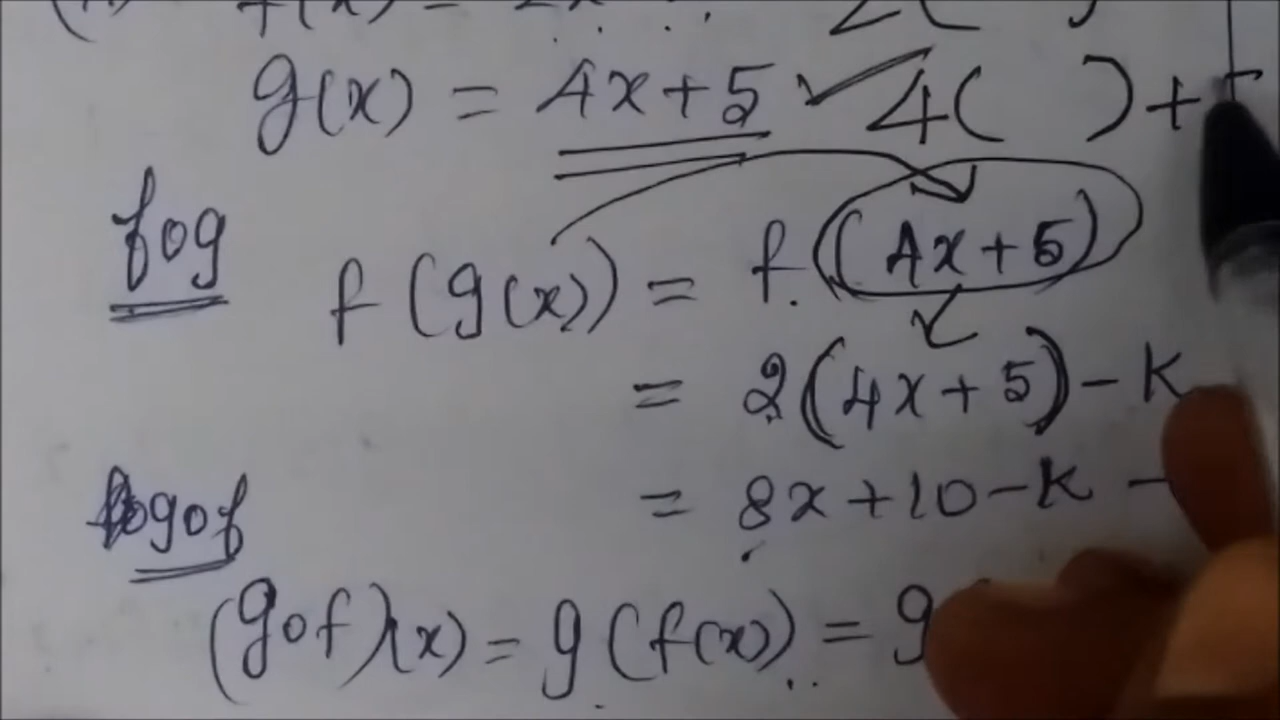 g(x) = 4x+5 ✓ 4( ) +
fog
f(g(x)) = f(4x+5)
= 2(4x+5)-K
= 8x+10-K -
gof
(gof)(x) = g(f(x)) = g